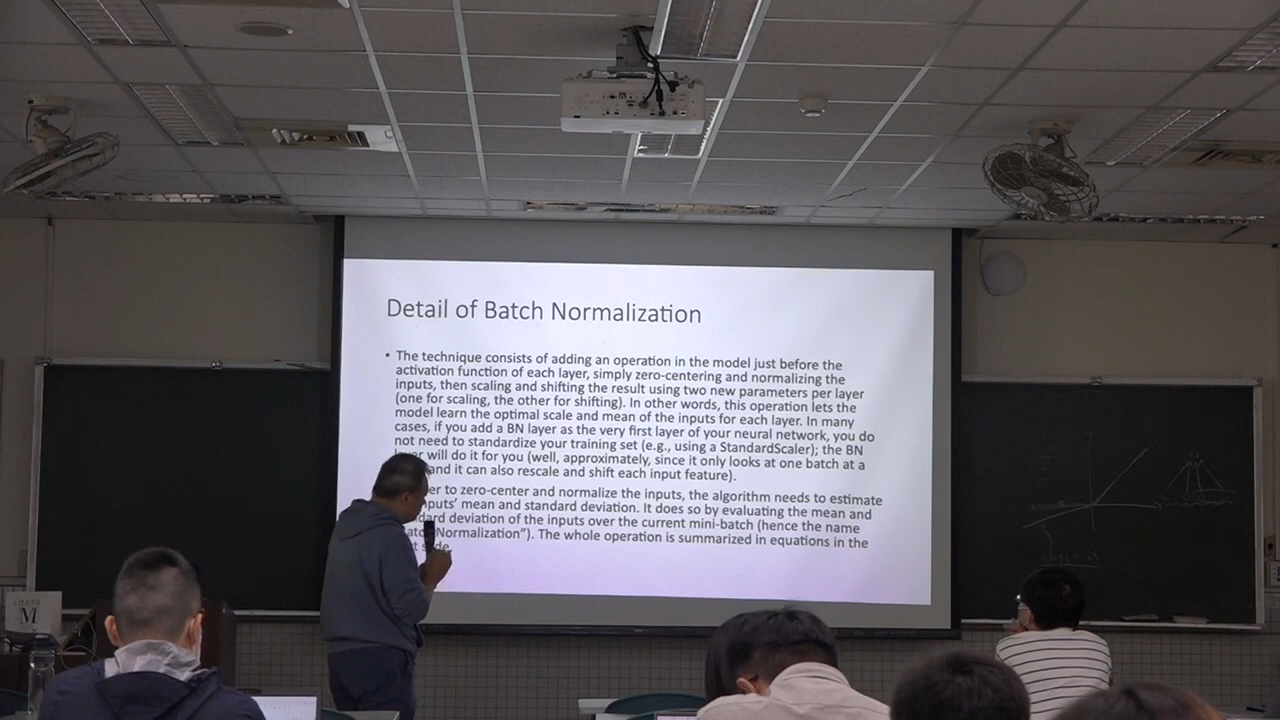 Detail of Batch Normalization
• The technique consists of adding an operation in the model just before the
activation function of each layer, simply zero-centering and normalizing the
inputs, then scaling and shifting the result using two new parameters per layer
(one for scaling, the other for shifting). In other words, this operation lets the
model learn the optimal scale and mean of the inputs for each layer. In many
cases, if you add a BN layer as the very first layer of your neural network, you do
not need to standardize your training set (e.g., using a StandardScaler); the BN
layer will do it for you (well, approximately, since it only looks at one batch at a
and it can also rescale and shift each input feature).
er to zero-center and normalize the inputs, the algorithm needs to estimate
nputs' mean and standard deviation. It does so by evaluating the mean and
dard deviation of the inputs over the current mini-batch (hence the name
Batch Normalization”). The whole operation is summarized in equations in the
t slide
M